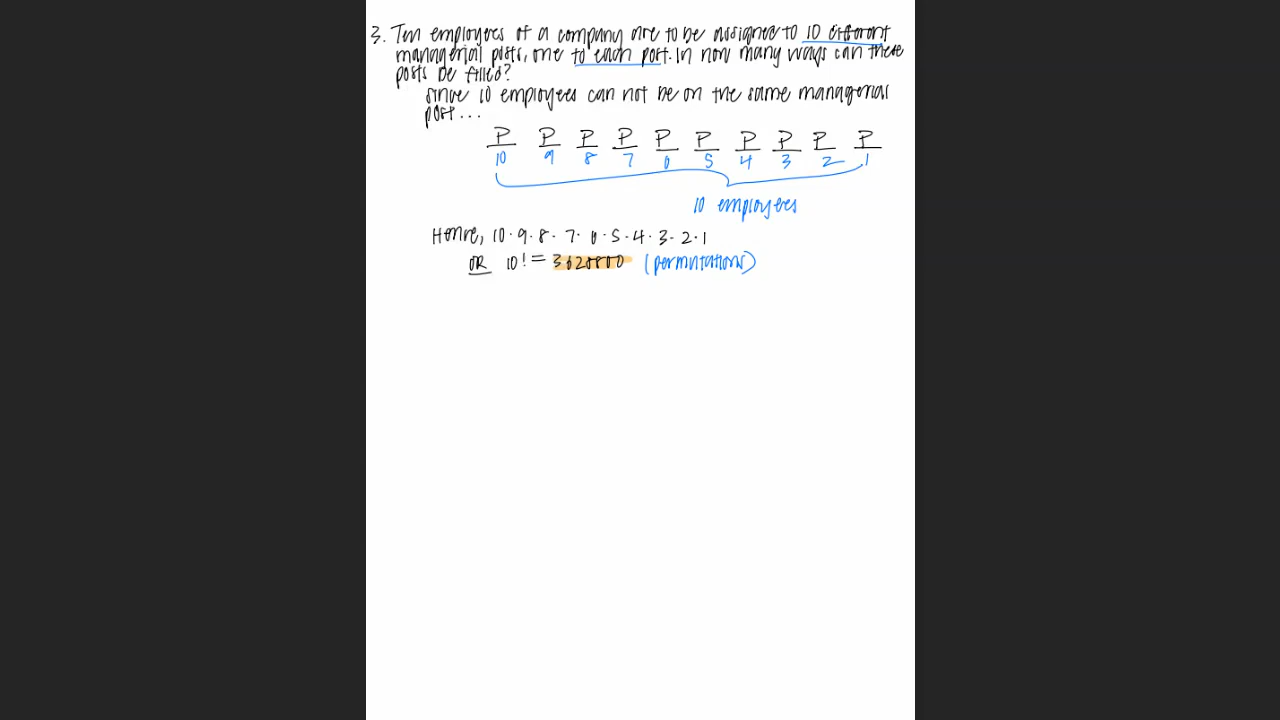 3. Ten employees of a company are to be assigned to 10 different
managerial posts, one to each post. In how many ways can these
posts be filled?
since 10 employees can not be on the same managerial
post...
P P P P P P P P P P
10 9 8 7 6 5 4 3 2 1
10 employees
Hence, 10·9·8·7·6·5·4·3·2·1
OR 10! = 3628800 (permutations)